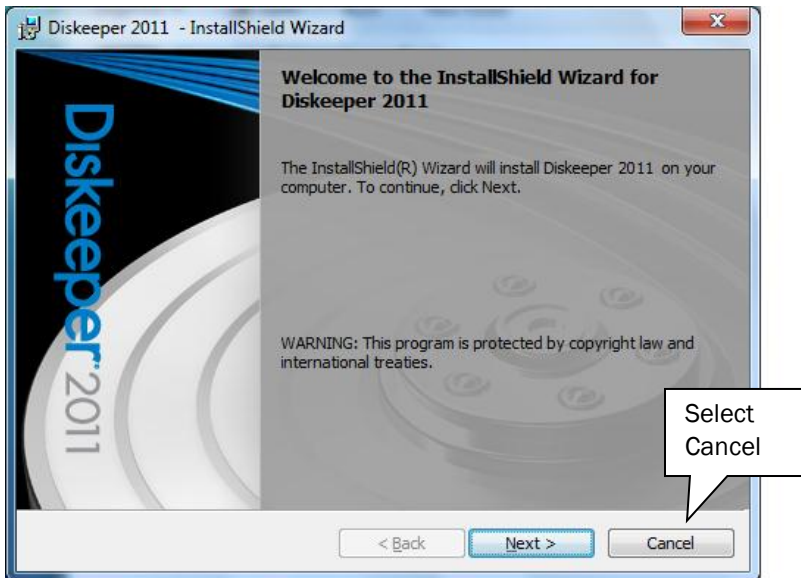 Diskeeper 2011 - InstallShield Wizard
Welcome to the InstallShield Wizard for
Diskeeper 2011
The InstallShield(R) Wizard will install Diskeeper 2011 on your
computer. To continue, click Next.
WARNING: This program is protected by copyright law and
international treaties.
Diskeeper 2011
Select
Cancel
< Back
Next >
Cancel